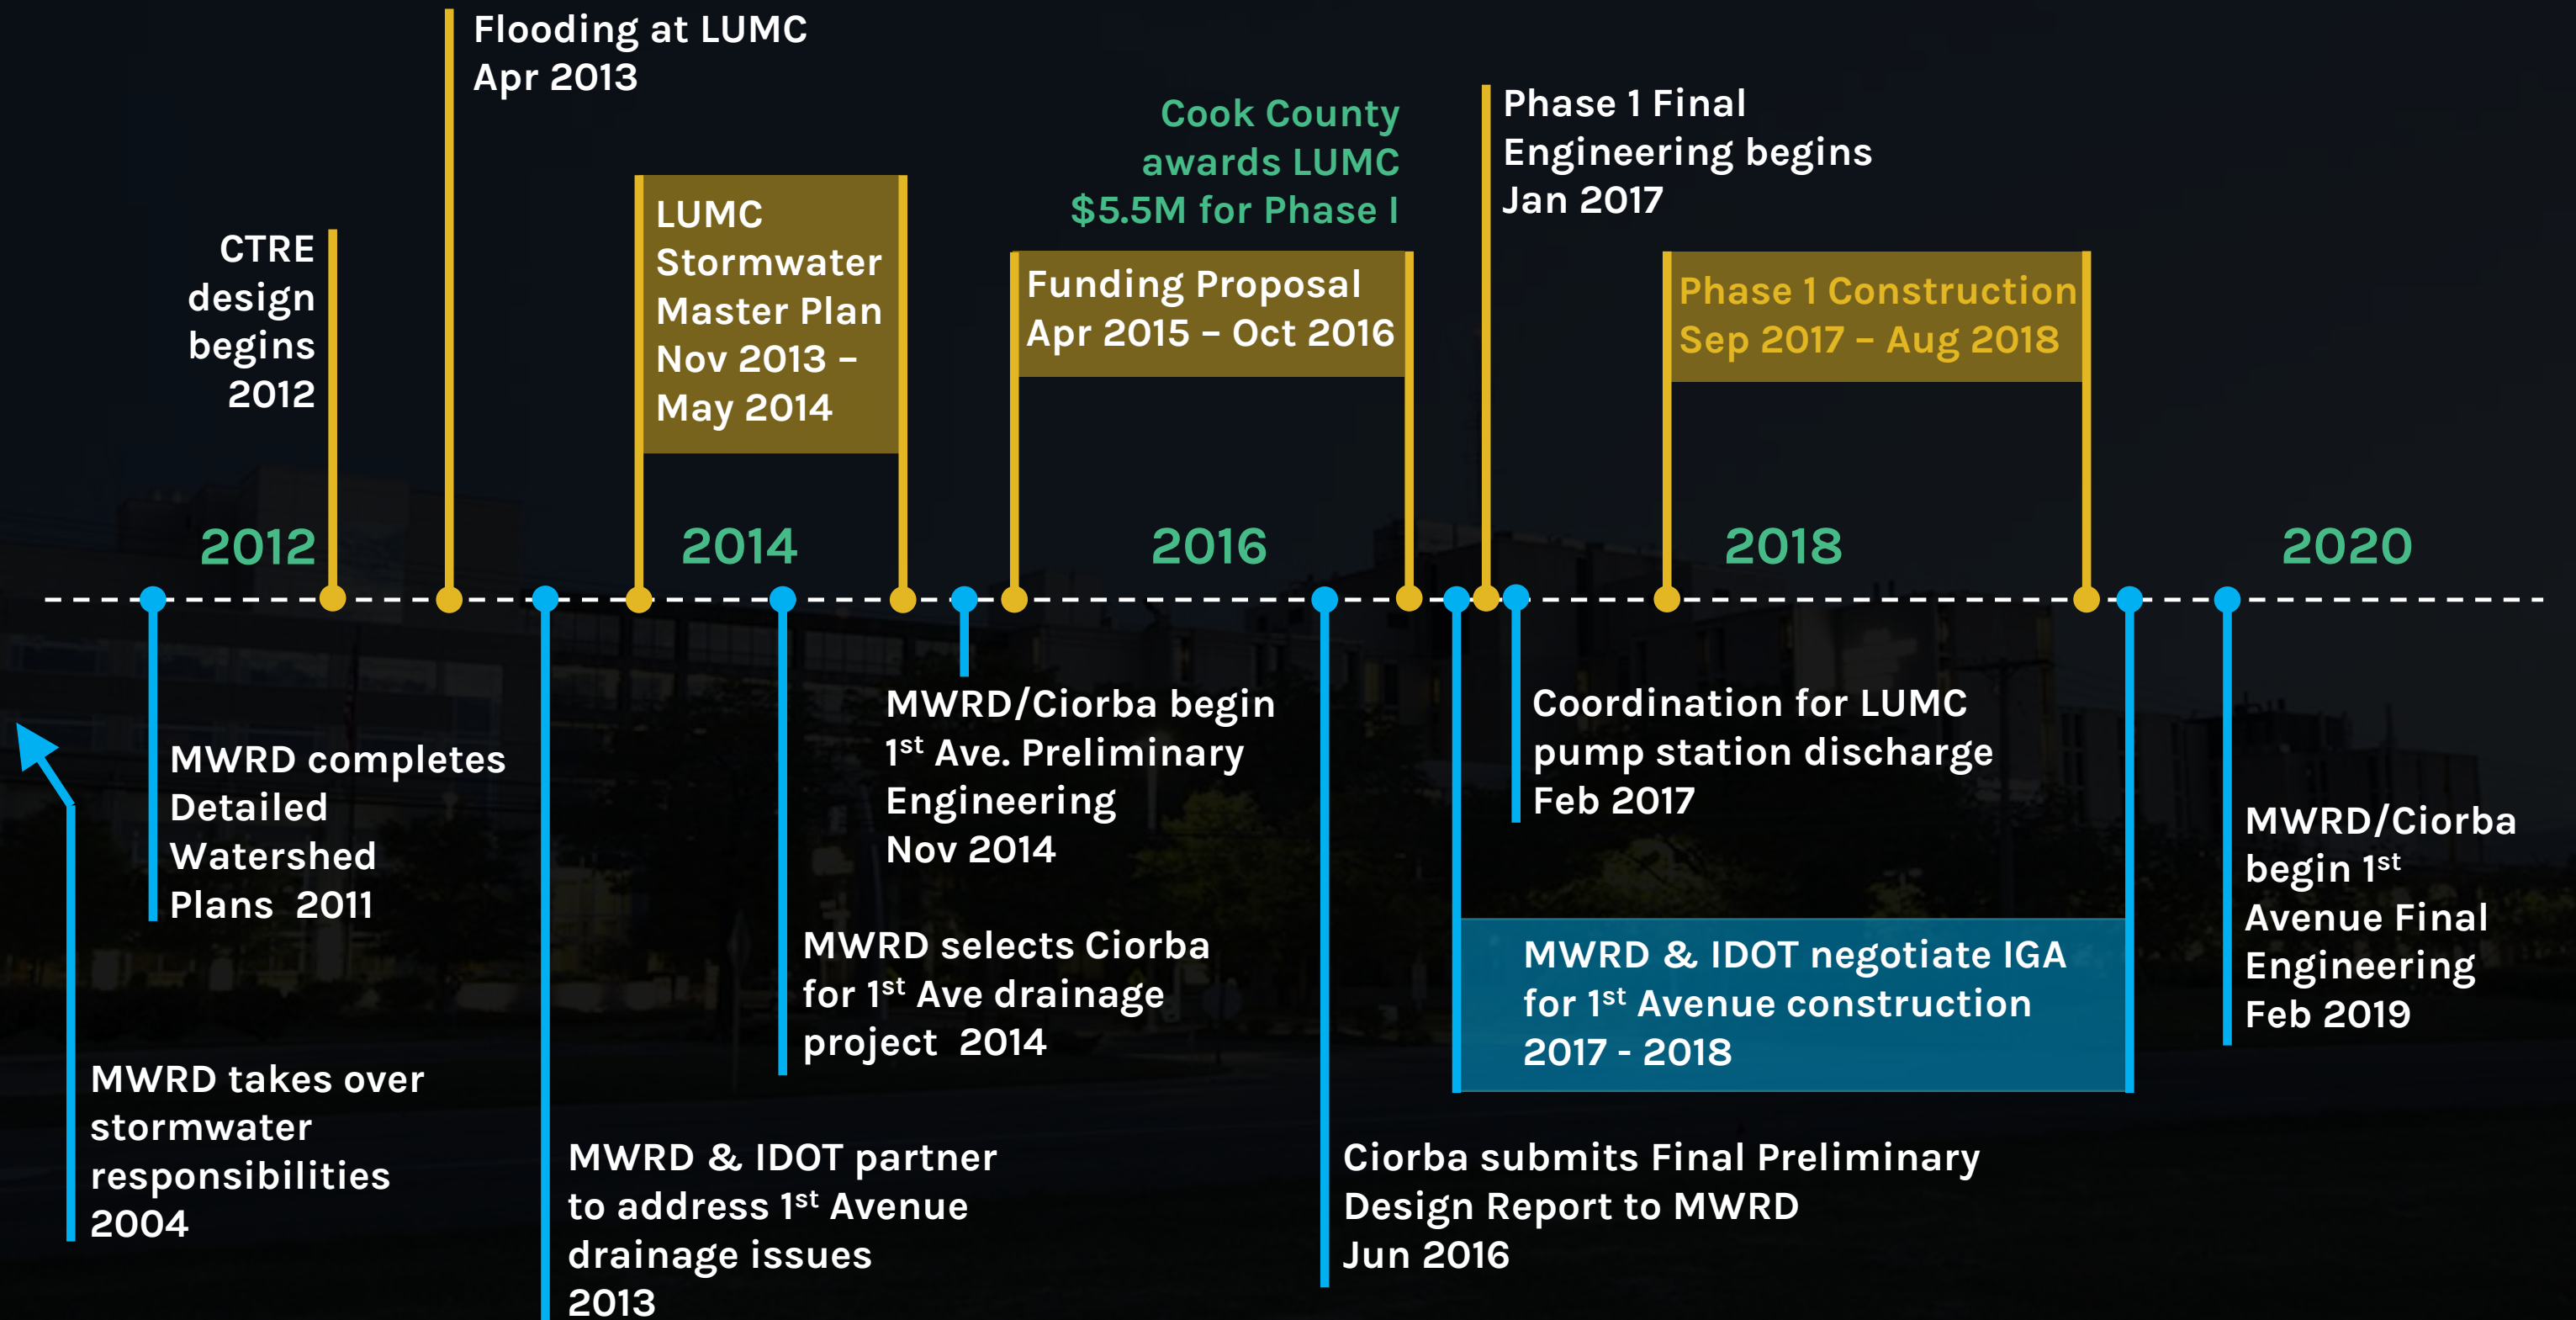 Flooding at LUMC
Apr 2013
CTRE
design
begins
2012
LUMC
Stormwater
Master Plan
Nov 2013 –
May 2014
Cook County
awards LUMC
$5.5M for Phase I
Funding Proposal
Apr 2015 – Oct 2016
Phase 1 Final
Engineering begins
Jan 2017
Phase 1 Construction
Sep 2017 – Aug 2018
2012
2014
2016
2018
2020
MWRD takes over
stormwater
responsibilities
2004
MWRD completes
Detailed
Watershed
Plans 2011
MWRD & IDOT partner
to address 1st Avenue
drainage issues
2013
MWRD selects Ciorba
for 1st Ave drainage
project 2014
MWRD/Ciorba begin
1st Ave. Preliminary
Engineering
Nov 2014
Ciorba submits Final Preliminary
Design Report to MWRD
Jun 2016
MWRD & IDOT negotiate IGA
for 1st Avenue construction
2017 - 2018
Coordination for LUMC
pump station discharge
Feb 2017
MWRD/Ciorba
begin 1st
Avenue Final
Engineering
Feb 2019